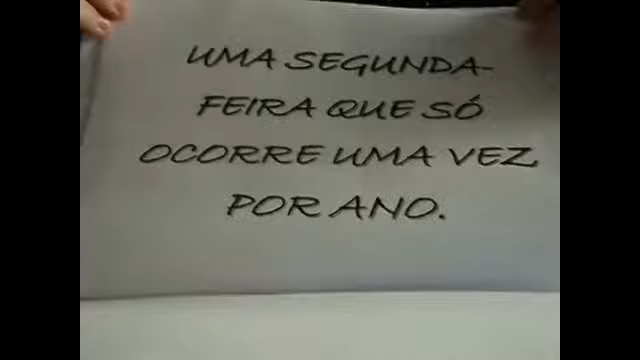 UMA SEGUNDA-
FEIRA QUE SÓ
OCORRE UMA VEZ
POR ANO.